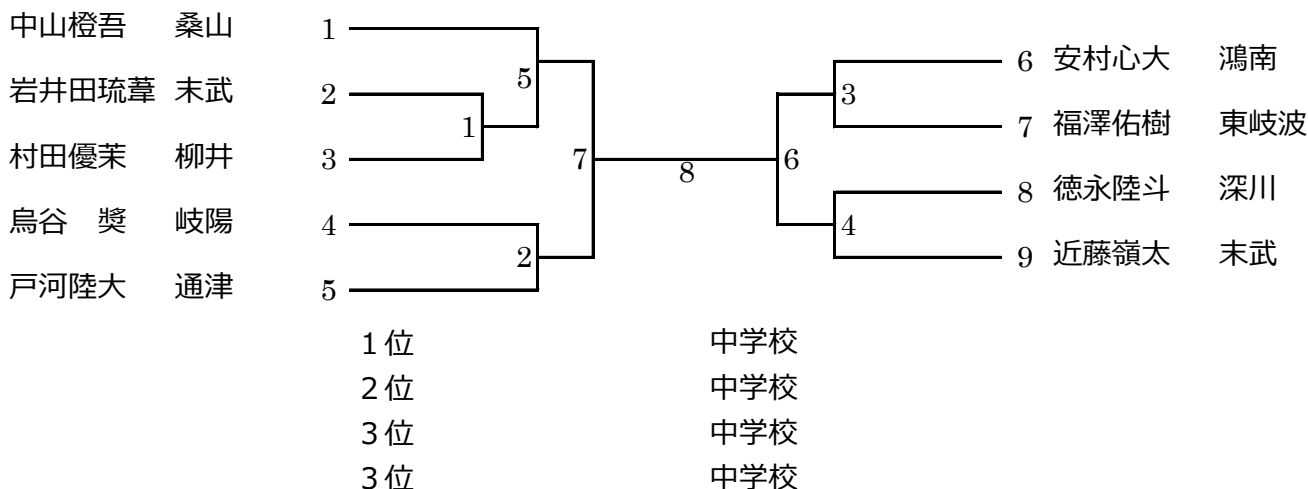 中山橙吾 桑山 1
岩井田琉葦 末武 2
村田優茉 柳井 3
鳥谷 奬 岐陽 4
戸河陸大 通津 5
5
1
7
2
8
6 安村心大 鴻南
7 福澤佑樹 東岐波
8 徳永陸斗 深川
9 近藤嶺太 末武
3
6
4
1位 中学校
2位 中学校
3位 中学校
3位 中学校